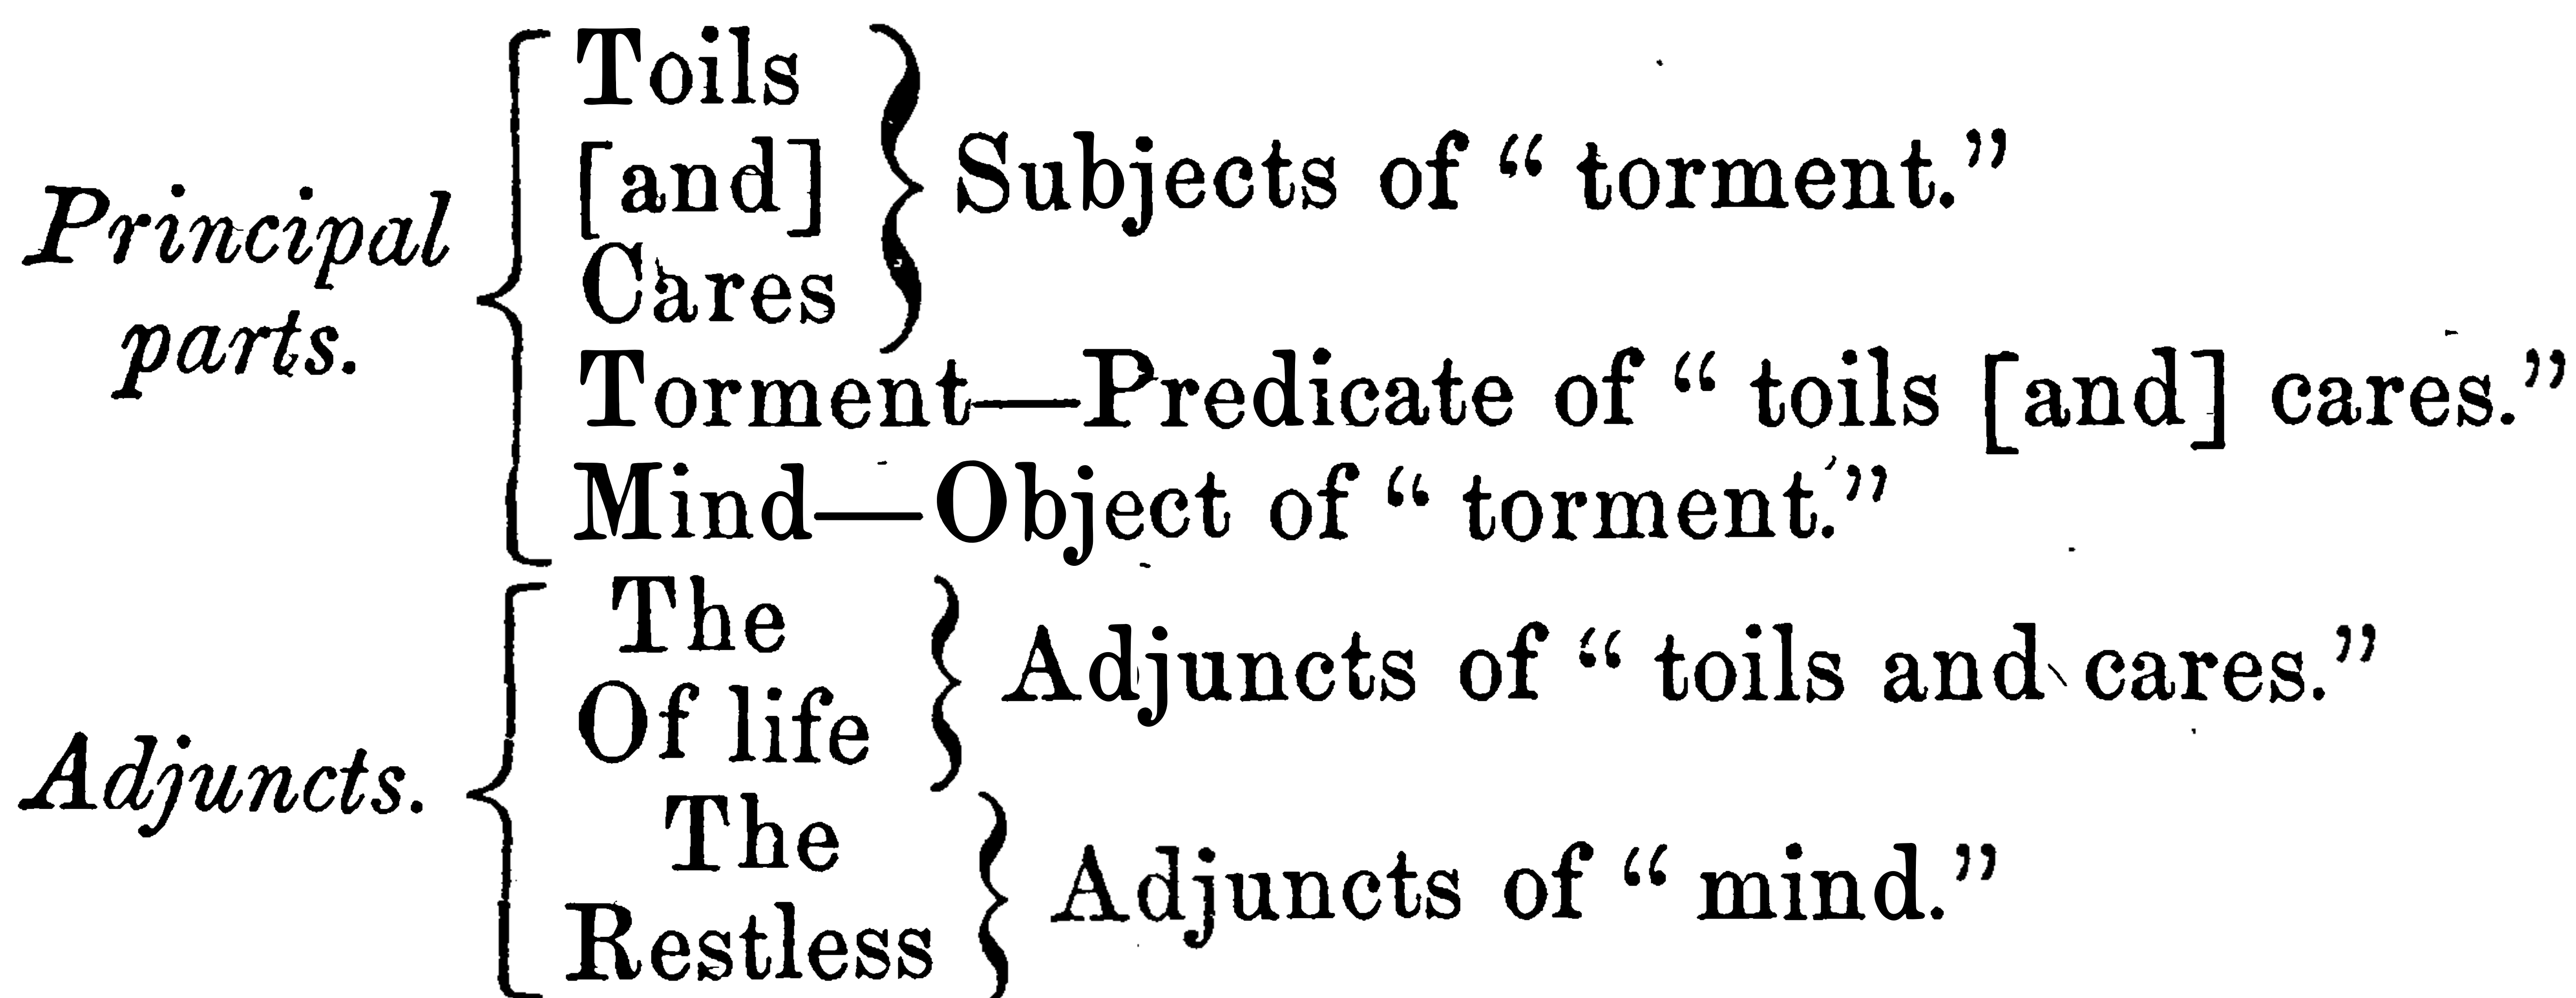 Toils
[and] Subjects of “ torment.”
Principal
Cares
parts.
Torment—Predicate of “ toils [and] cares.”
Mind—Object of “ torment.”
The
Adjuncts of “ toils and cares.”
Of life
Adjuncts.
The
Adjuncts of “ mind.”
Restless